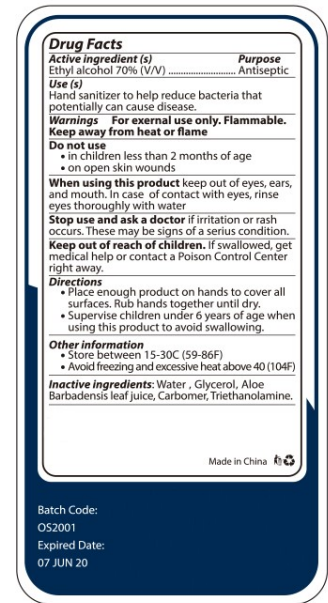 Drug Facts
Active ingredient (s) Purpose
Ethyl alcohol 70% (V/V) ........................... Antiseptic
Use (s)
Hand sanitizer to help reduce bacteria that
potentially can cause disease.
Warnings For exernal use only. Flammable.
Keep away from heat or flame
Do not use
• in children less than 2 months of age
• on open skin wounds
When using this product keep out of eyes, ears,
and mouth. In case of contact with eyes, rinse
eyes thoroughly with water
Stop use and ask a doctor if irritation or rash
occurs. These may be signs of a serius condition.
Keep out of reach of children. If swallowed, get
medical help or contact a Poison Control Center
right away.
Directions
• Place enough product on hands to cover all
surfaces. Rub hands together until dry.
• Supervise children under 6 years of age when
using this product to avoid swallowing.
Other information
• Store between 15-30C (59-86F)
• Avoid freezing and excessive heat above 40 (104F)
Inactive ingredients: Water , Glycerol, Aloe
Barbadensis leaf juice, Carbomer, Triethanolamine.
Made in China
Batch Code:
OS2001
Expired Date:
07 JUN 20